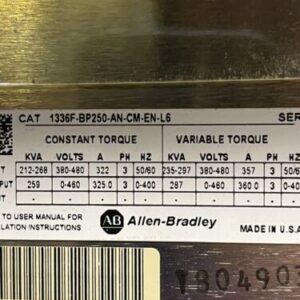 CAT 1336F-BP250-AN-CM-EN-L6 SER
CONSTANT TORQUE VARIABLE TORQUE
KVA VOLTS A PH HZ KVA VOLTS A PH HZ
212-268 380-480 322 3 50/60 235-297 380-480 357 3 50/60
PUT 259 0-460 325.0 3 0-400 287 0-460 360.0 3 0-400
TO USER MANUAL FOR
LATION INSTRUCTIONS
AB Allen-Bradley
MADE IN U.S.A.